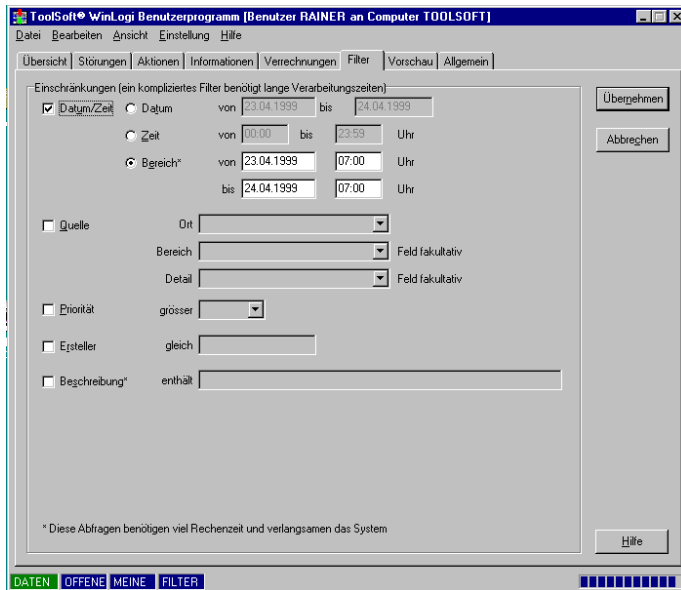 ToolSoft® WinLogi Benutzerprogramm [Benutzer RAINER an Computer TOOLSOFT]
Datei Bearbeiten Ansicht Einstellung Hilfe
Übersicht Störungen Aktionen Informationen Verrechnungen Filter Vorschau Allgemein
Einschränkungen (ein kompliziertes Filter benötigt lange Verarbeitungszeiten)
Datum/Zeit Datum von 23.04.1999 bis 24.04.1999
Übernehmen
Zeit von 00:00 bis 23:59 Uhr
Abbrechen
Bereich* von 23.04.1999 07:00 Uhr
bis 24.04.1999 07:00 Uhr
Quelle Ort
Bereich Feld fakultativ
Detail Feld fakultativ
Priorität grösser
Ersteller gleich
Beschreibung* enthält
* Diese Abfragen benötigen viel Rechenzeit und verlangsamen das System
Hilfe
DATEN OFFENE MEINE FILTER